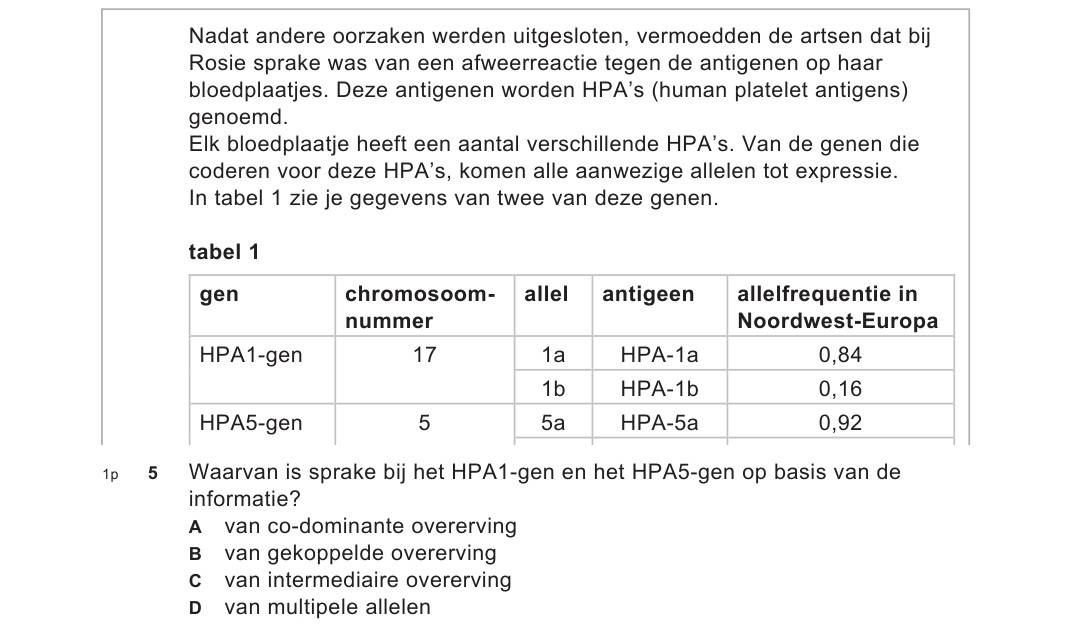 Nadat andere oorzaken werden uitgesloten, vermoedden de artsen dat bij
Rosie sprake was van een afweerreactie tegen de antigenen op haar
bloedplaatjes. Deze antigenen worden HPA's (human platelet antigens)
genoemd.
Elk bloedplaatje heeft een aantal verschillende HPA's. Van de genen die
coderen voor deze HPA's, komen alle aanwezige allelen tot expressie.
In tabel 1 zie je gegevens van twee van deze genen.
tabel 1
gen chromosoom- allel antigeen allelfrequentie in
nummer Noordwest-Europa
HPA1-gen 17 1a HPA-1a 0,84
1b HPA-1b 0,16
HPA5-gen 5 5a HPA-5a 0,92
1p 5 Waarvan is sprake bij het HPA1-gen en het HPA5-gen op basis van de
informatie?
A van co-dominante overerving
B van gekoppelde overerving
C van intermediaire overerving
D van multipele allelen